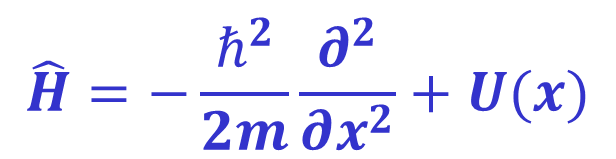 Ĥ = − ℏ²/2m ∂²/∂x² + U(x)